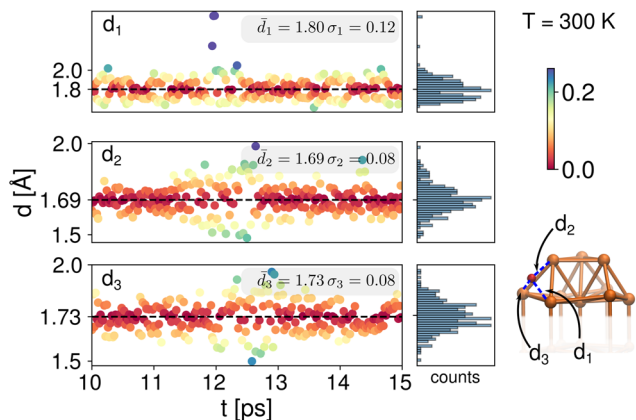 d₁
d̄₁ = 1.80 σ₁ = 0.12
2.0
1.8
d₂
d̄₂ = 1.69 σ₂ = 0.08
2.0
1.69
1.5
d [Å]
d₃
d̄₃ = 1.73 σ₃ = 0.08
2.0
1.73
1.5
10 11 12 13 14 15
t [ps]
counts
T = 300 K
0.2
0.0
d₂
d₃ d₁